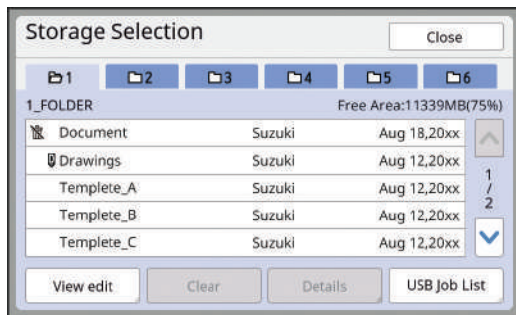 Storage Selection
Close
1 2 3 4 5 6
1_FOLDER Free Area:11339MB(75%)
Document Suzuki Aug 18,20xx
Drawings Suzuki Aug 12,20xx
Templete_A Suzuki Aug 12,20xx
Templete_B Suzuki Aug 12,20xx
Templete_C Suzuki Aug 12,20xx
1
/
2
View edit Clear Details USB Job List